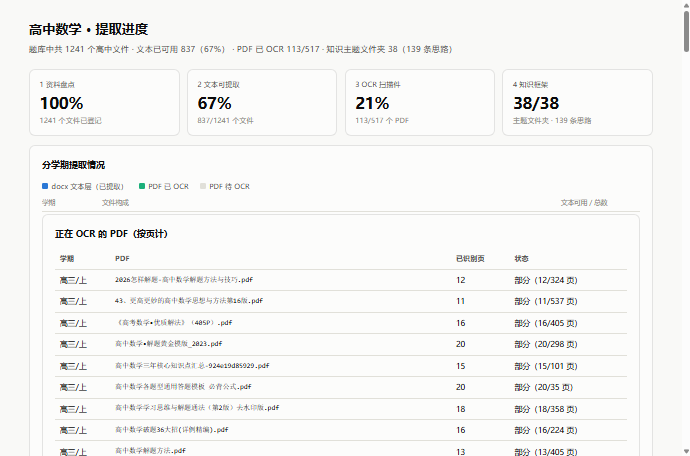 高中数学 · 提取进度
题库中共 1241 个高中文件 · 文本已可用 837（67%） · PDF 已 OCR 113/517 · 知识主题文件夹 38（139 条思路）
1 资料盘点
100%
1241 个文件已登记
2 文本可提取
67%
837/1241 个文件
3 OCR 扫描件
21%
113/517 个 PDF
4 知识框架
38/38
主题文件夹 · 139 条思路
分学期提取情况
docx 文本层（已提取） PDF 已 OCR PDF 待 OCR
学期 文件构成 文本可用 / 总数
正在 OCR 的 PDF（按页计）
学期 PDF 已识别页 状态
高三/上 2026怎样解题-高中数学解题方法与技巧.pdf 12 部分（12/324 页）
高三/上 43. 更高更妙的高中数学思想与方法第16版.pdf 11 部分（11/537 页）
高三/上 《高考数学•优质解法》（405P）.pdf 16 部分（16/405 页）
高三/上 高中数学•解题黄金模版_2023.pdf 20 部分（20/298 页）
高三/上 高中数学三年核心知识点汇总-924e19d85929.pdf 15 部分（15/101 页）
高三/上 高中数学各题型通用答题模板 必背公式.pdf 20 部分（20/35 页）
高三/上 高中数学学习思维与解题通法（第2版）去水印版.pdf 18 部分（18/358 页）
高三/上 高中数学破题36大招(详例精编).pdf 16 部分（16/224 页）
高三/上 高中数学解题方法.pdf 13 部分（13/405 页）